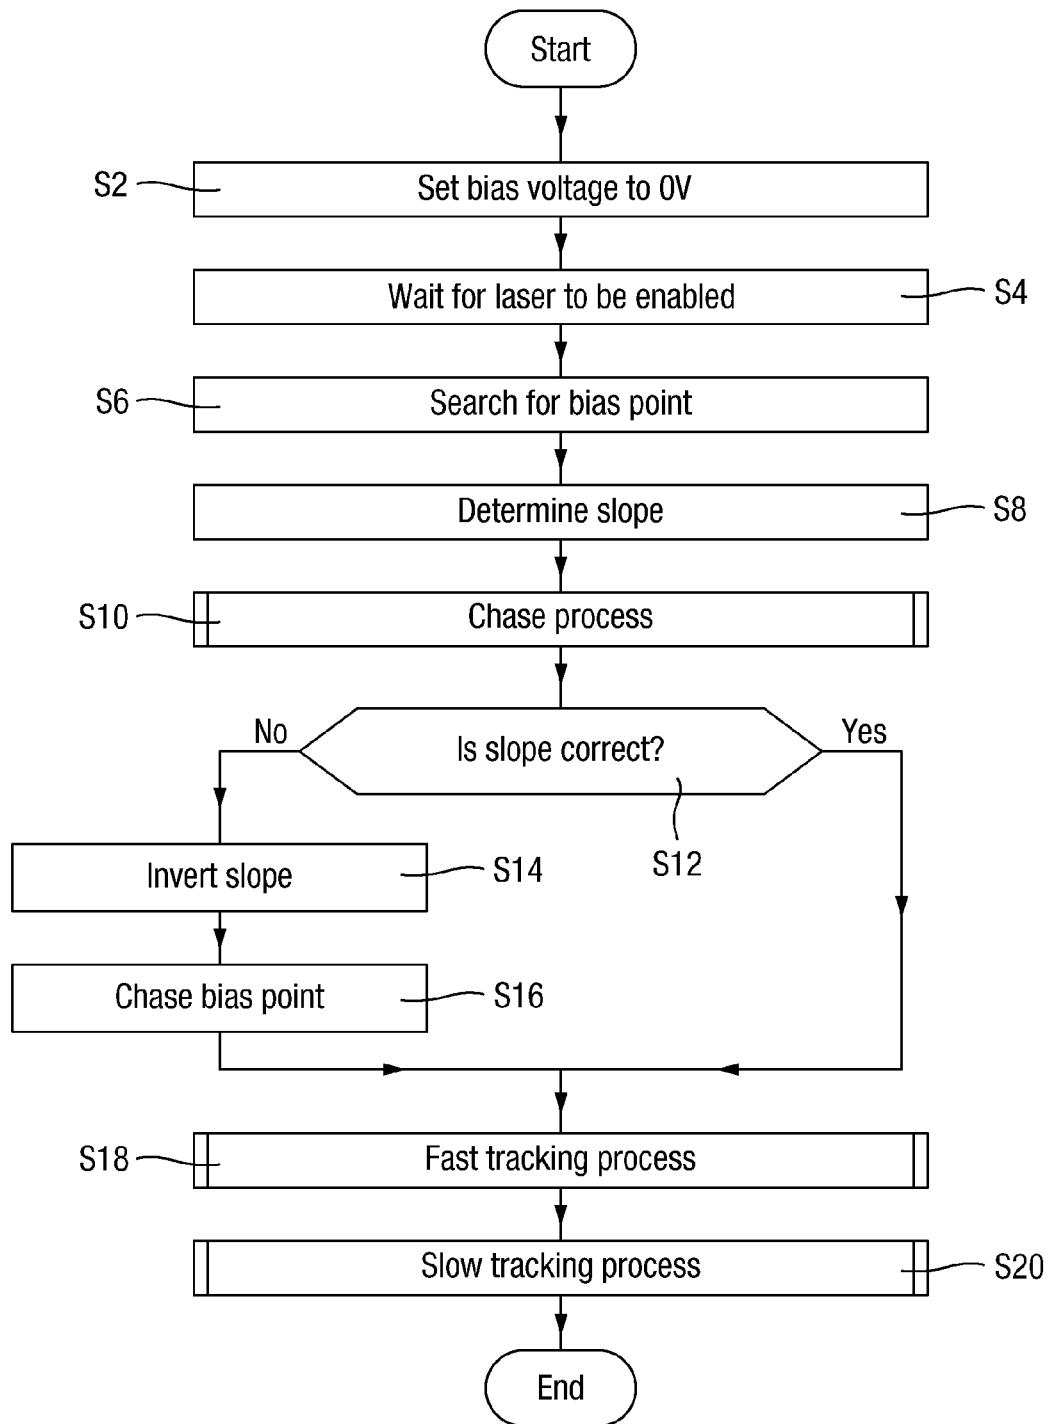 Start
S2
Set bias voltage to 0V
Wait for laser to be enabled
S4
S6
Search for bias point
Determine slope
S8
S10
Chase process
No
Is slope correct?
Yes
S12
Invert slope
S14
Chase bias point
S16
S18
Fast tracking process
Slow tracking process
S20
End